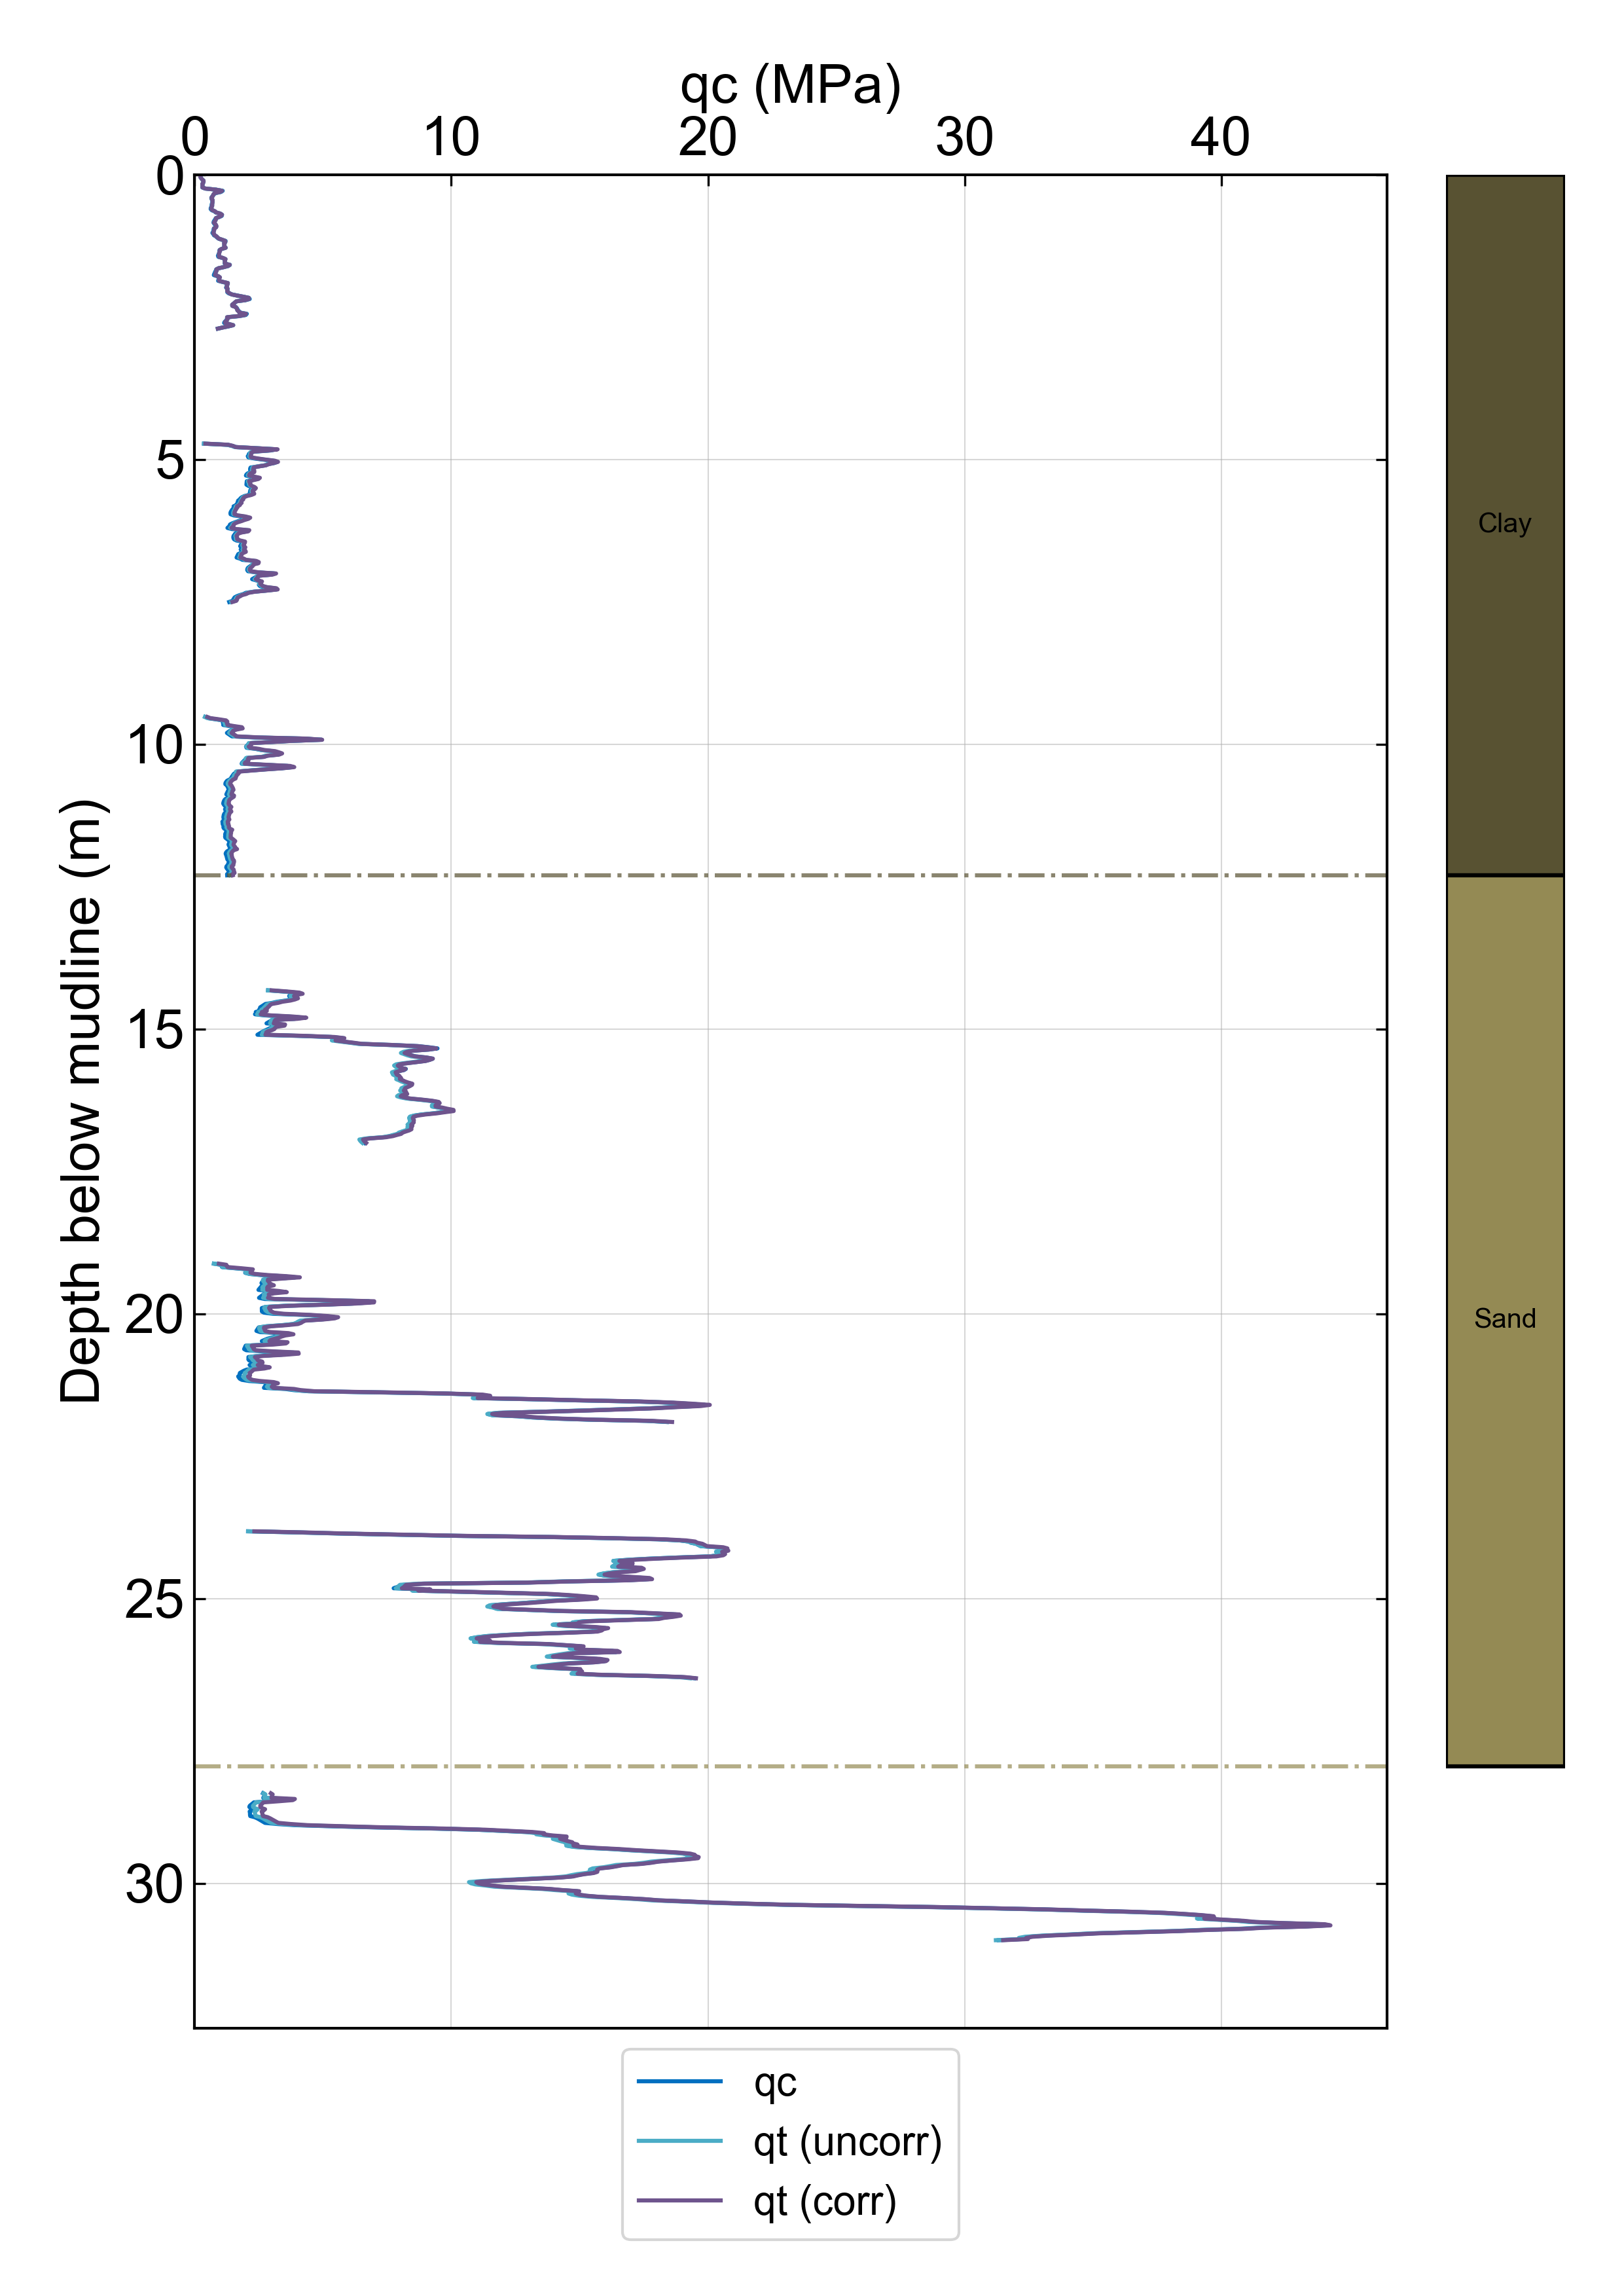 qc (MPa)
0 10 20 30 40
0
5
10
15
20
25
30
Depth below mudline (m)
Clay
Sand
qc
qt (uncorr)
qt (corr)